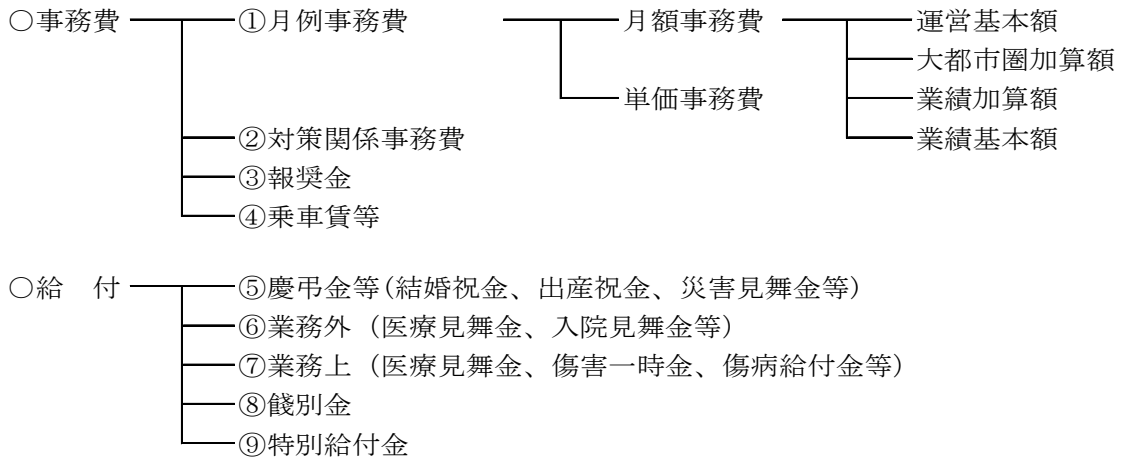 ○事務費 ①月例事務費 月額事務費 運営基本額
大都市圏加算額
単価事務費 業績加算額
②対策関係事務費 業績基本額
③報奨金
④乗車賃等
○給　付 ⑤慶弔金等(結婚祝金、出産祝金、災害見舞金等)
⑥業務外（医療見舞金、入院見舞金等）
⑦業務上（医療見舞金、傷害一時金、傷病給付金等）
⑧餞別金
⑨特別給付金